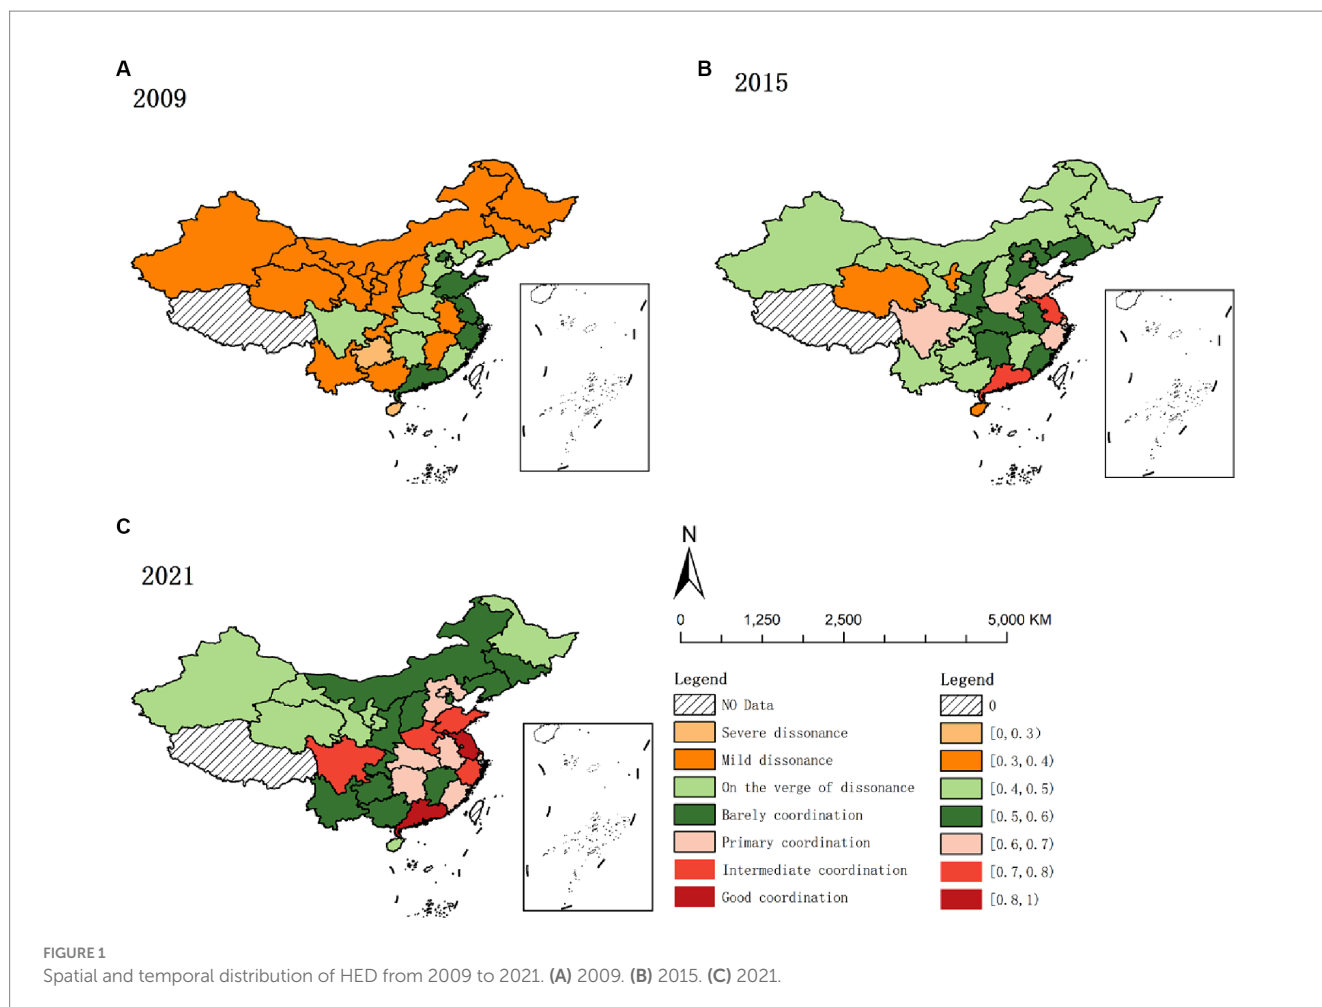 A
2009
B
2015
C
2021
N
0 1,250 2,500 5,000 KM
Legend
NO Data
Severe dissonance
Mild dissonance
On the verge of dissonance
Barely coordination
Primary coordination
Intermediate coordination
Good coordination
Legend
0
[0, 0.3)
[0.3, 0.4)
[0.4, 0.5)
[0.5, 0.6)
[0.6, 0.7)
[0.7, 0.8)
[0.8, 1)
FIGURE 1
Spatial and temporal distribution of HED from 2009 to 2021. (A) 2009. (B) 2015. (C) 2021.